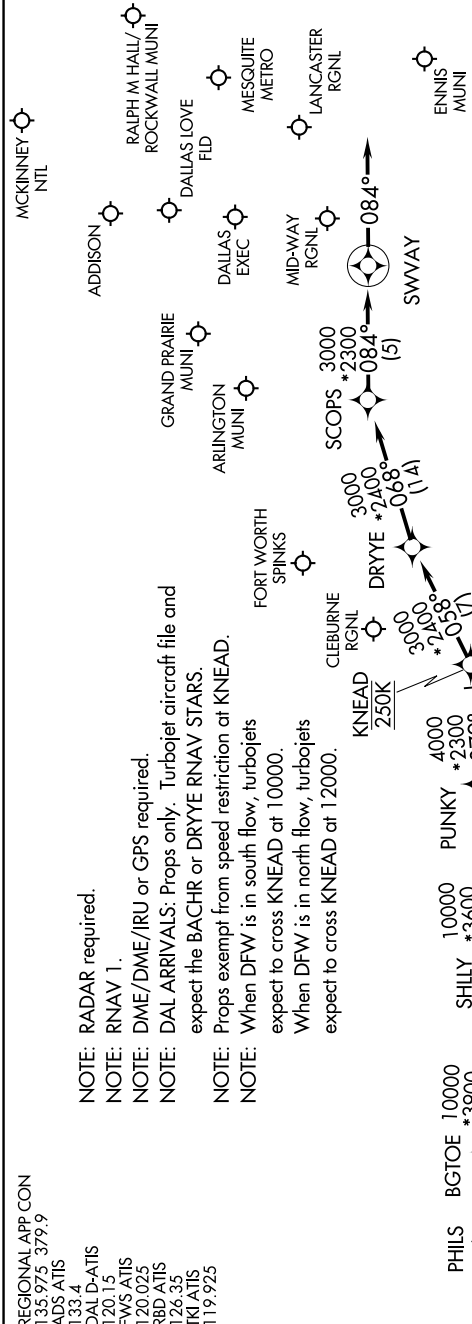 REGIONAL APP CON
135.975 379.9
ADS ATIS
133.4
DAL D-ATIS
120.15
FWS ATIS
120.025
RBD ATIS
126.35
TKI ATIS
119.925
NOTE: RADAR required.
NOTE: RNAV 1.
NOTE: DME/DME/IRU or GPS required.
NOTE: DAL ARRIVALS: Props only. Turbojet aircraft file and
expect the BACHR or DRYYE RNAV STARS.
NOTE: Props exempt from speed restriction at KNEAD.
NOTE: When DFW is in south flow, turbojets
expect to cross KNEAD at 10000.
When DFW is in north flow, turbojets
expect to cross KNEAD at 12000.
MCKINNEY
NTL
RALPH M HALL/
ROCKWALL MUNI
ADDISON
DALLAS LOVE
FLD
MESQUITE
METRO
GRAND PRAIRIE
MUNI
DALLAS
EXEC
LANCASTER
RGNL
ARLINGTON
MUNI
MID-WAY
RGNL
FORT WORTH
SPINKS
ENNIS
MUNI
CLEBURNE
RGNL
SCOPS
3000
*2300
084°
(5)
084°
SWVAY
DRYYE
3000
*2400
068°
(14)
3000
*2400
058°
(7)
KNEAD
250K
PUNKY
4000
*2300
SHLLY
10000
*3600
BGTOE
10000
*3900
PHILS